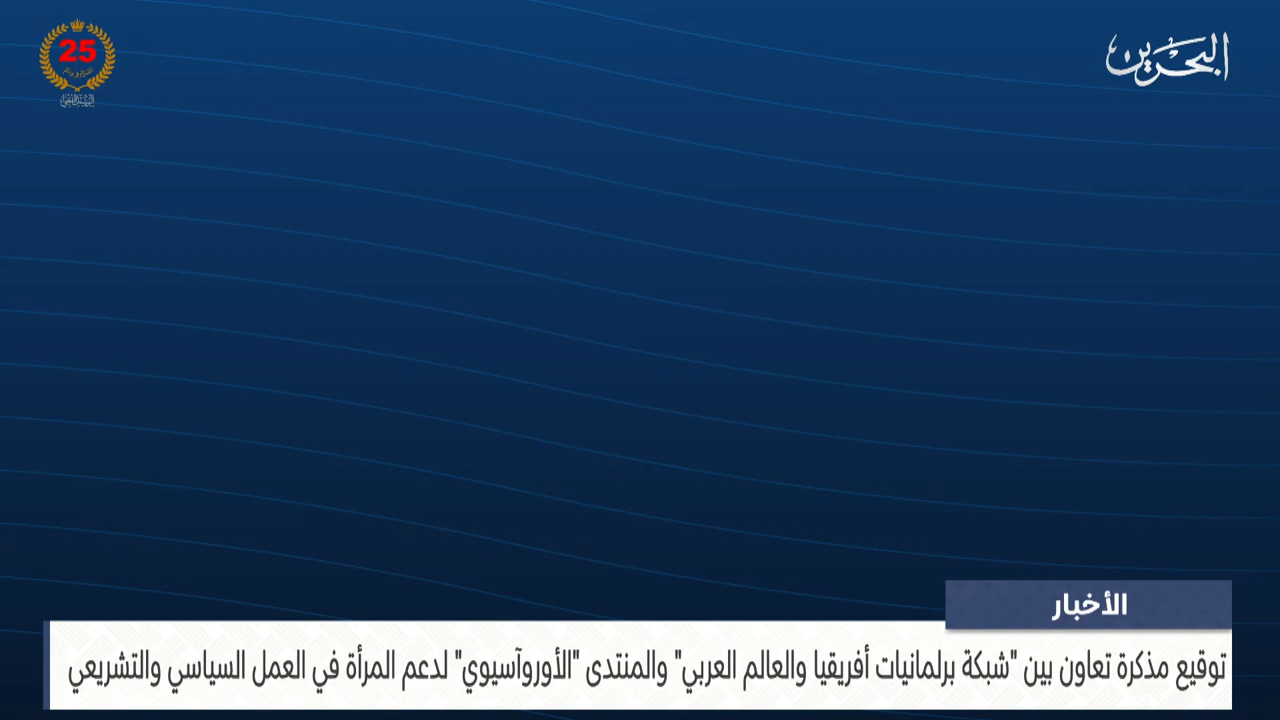 25
البحرين
الأخبار
توقيع مذكرة تعاون بين "شبكة برلمانيات أفريقيا والعالم العربي" والمنتدى "الأوروآسيوي" لدعم المرأة في العمل السياسي والتشريعي